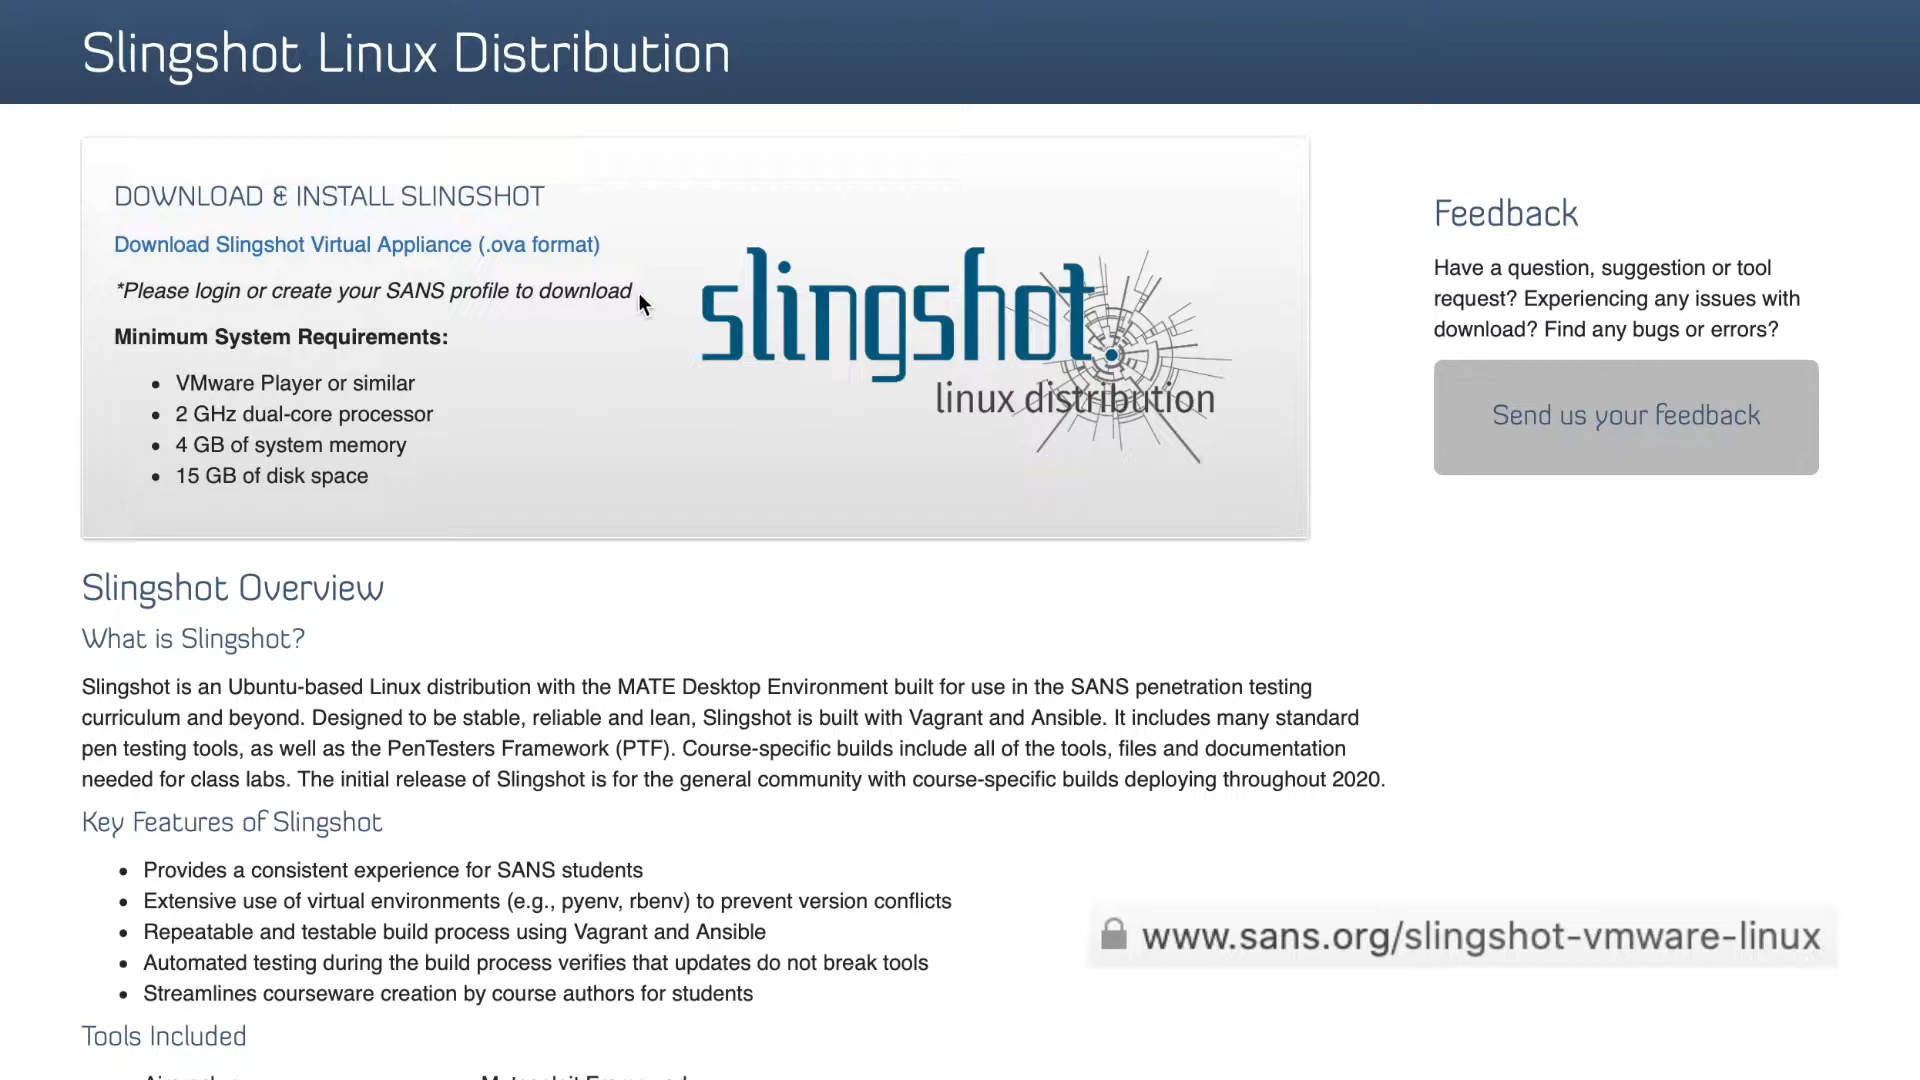 Slingshot Linux Distribution
DOWNLOAD & INSTALL SLINGSHOT
Download Slingshot Virtual Appliance (.ova format)
*Please login or create your SANS profile to download
Minimum System Requirements:
• VMware Player or similar
• 2 GHz dual-core processor
• 4 GB of system memory
• 15 GB of disk space
slingshot
linux distribution
Feedback
Have a question, suggestion or tool
request? Experiencing any issues with
download? Find any bugs or errors?
Send us your feedback
Slingshot Overview
What is Slingshot?
Slingshot is an Ubuntu-based Linux distribution with the MATE Desktop Environment built for use in the SANS penetration testing
curriculum and beyond. Designed to be stable, reliable and lean, Slingshot is built with Vagrant and Ansible. It includes many standard
pen testing tools, as well as the PenTesters Framework (PTF). Course-specific builds include all of the tools, files and documentation
needed for class labs. The initial release of Slingshot is for the general community with course-specific builds deploying throughout 2020.
Key Features of Slingshot
• Provides a consistent experience for SANS students
• Extensive use of virtual environments (e.g., pyenv, rbenv) to prevent version conflicts
• Repeatable and testable build process using Vagrant and Ansible
• Automated testing during the build process verifies that updates do not break tools
• Streamlines courseware creation by course authors for students
www.sans.org/slingshot-vmware-linux
Tools Included